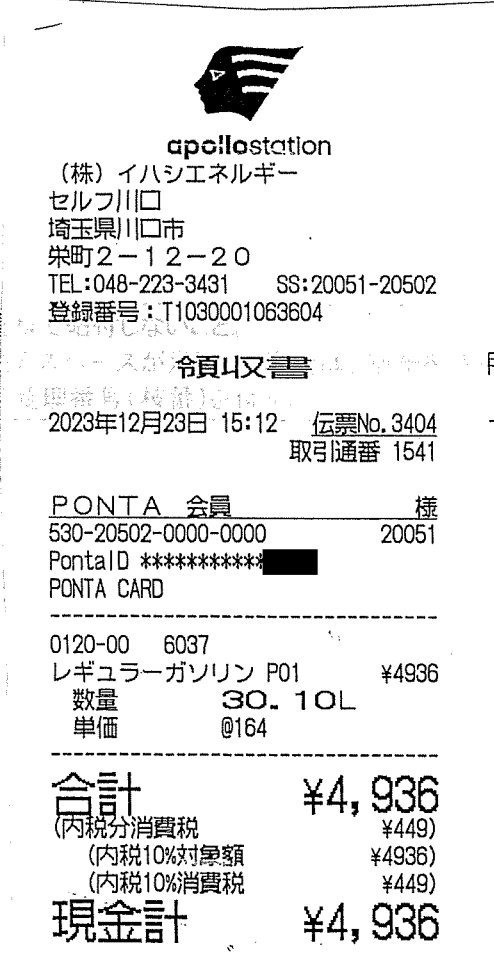 apollostation
(株)イハシエネルギー
セルフ川口
埼玉県川口市
栄町2-12-20
TEL:048-223-3431 SS:20051-20502
登録番号:T1030001063604
領収書
2023年12月23日 15:12 伝票No.3404
取引通番 1541
PONTA 会員 様
530-20502-0000-0000 20051
PontaID ***********
PONTA CARD
0120-00 6037
レギュラーガソリン P01 ¥4936
数量 30.10L
単価 @164
合計 ¥4,936
(内税分消費税 ¥449)
(内税10%対象額 ¥4936)
(内税10%消費税 ¥449)
現金計 ¥4,936